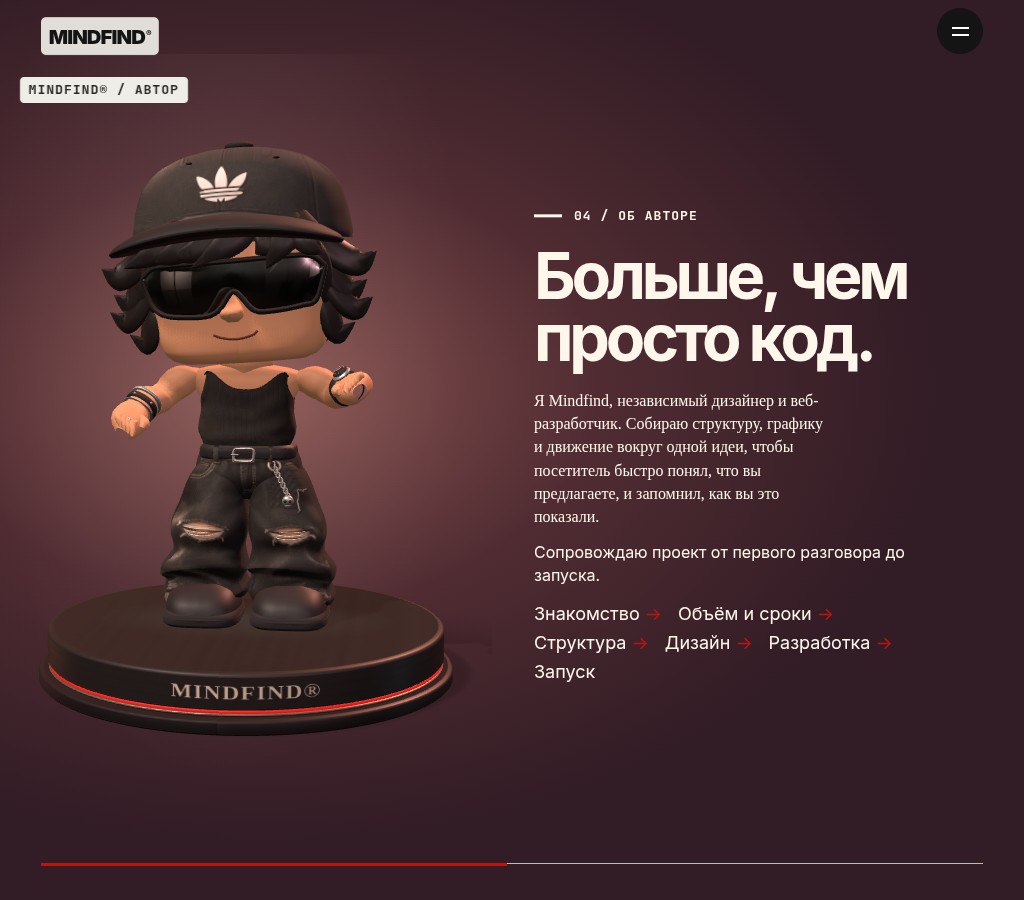 MINDFIND®
MINDFIND® / АВТОР
04 / ОБ АВТОРЕ
Больше, чем
просто код.
Я Mindfind, независимый дизайнер и веб-
разработчик. Собираю структуру, графику
и движение вокруг одной идеи, чтобы
посетитель быстро понял, что вы
предлагаете, и запомнил, как вы это
показали.
Сопровождаю проект от первого разговора до
запуска.
Знакомство → Объём и сроки →
Структура → Дизайн → Разработка →
Запуск
MINDFIND®